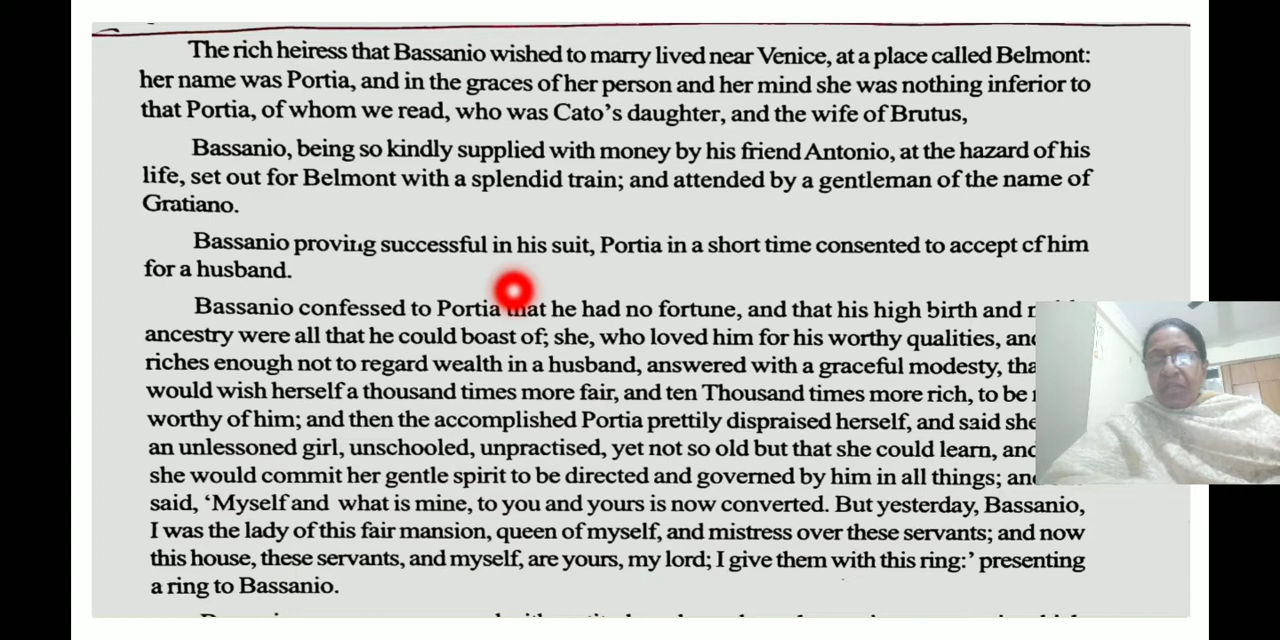 The rich heiress that Bassanio wished to marry lived near Venice, at a place called Belmont:
her name was Portia, and in the graces of her person and her mind she was nothing inferior to
that Portia, of whom we read, who was Cato's daughter, and the wife of Brutus,
Bassanio, being so kindly supplied with money by his friend Antonio, at the hazard of his
life, set out for Belmont with a splendid train; and attended by a gentleman of the name of
Gratiano.
Bassanio proving successful in his suit, Portia in a short time consented to accept of him
for a husband.
Bassanio confessed to Portia that he had no fortune, and that his high birth and
ancestry were all that he could boast of; she, who loved him for his worthy qualities,
riches enough not to regard wealth in a husband, answered with a graceful modesty,
would wish herself a thousand times more fair, and ten Thousand times more rich, to be
worthy of him; and then the accomplished Portia prettily dispraised herself, and said she
an unlessoned girl, unschooled, unpractised, yet not so old but that she could learn,
she would commit her gentle spirit to be directed and governed by him in all things;
said, 'Myself and what is mine, to you and yours is now converted. But yesterday, Bassanio,
I was the lady of this fair mansion, queen of myself, and mistress over these servants; and now
this house, these servants, and myself, are yours, my lord; I give them with this ring:' presenting
a ring to Bassanio.